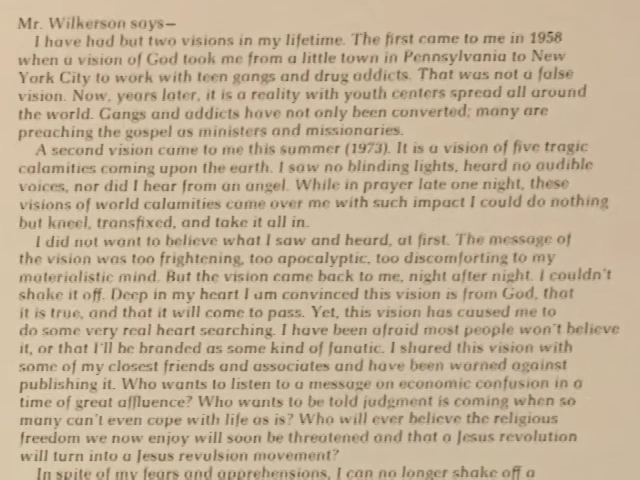 Mr. Wilkerson says—
I have had but two visions in my lifetime. The first came to me in 1958
when a vision of God took me from a little town in Pennsylvania to New
York City to work with teen gangs and drug addicts. That was not a false
vision. Now, years later, it is a reality with youth centers spread all around
the world. Gangs and addicts have not only been converted; many are
preaching the gospel as ministers and missionaries.
A second vision came to me this summer (1973). It is a vision of five tragic
calamities coming upon the earth. I saw no blinding lights, heard no audible
voices, nor did I hear from an angel. While in prayer late one night, these
visions of world calamities came over me with such impact I could do nothing
but kneel, transfixed, and take it all in.
I did not want to believe what I saw and heard, at first. The message of
the vision was too frightening, too apocalyptic, too discomforting to my
materialistic mind. But the vision came back to me, night after night. I couldn't
shake it off. Deep in my heart I am convinced this vision is from God, that
it is true, and that it will come to pass. Yet, this vision has caused me to
do some very real heart searching. I have been afraid most people won't believe
it, or that I'll be branded as some kind of fanatic. I shared this vision with
some of my closest friends and associates and have been warned against
publishing it. Who wants to listen to a message on economic confusion in a
time of great affluence? Who wants to be told judgment is coming when so
many can't even cope with life as is? Who will ever believe the religious
freedom we now enjoy will soon be threatened and that a Jesus revolution
will turn into a Jesus revulsion movement?
In spite of my fears and apprehensions, I can no longer shake off a